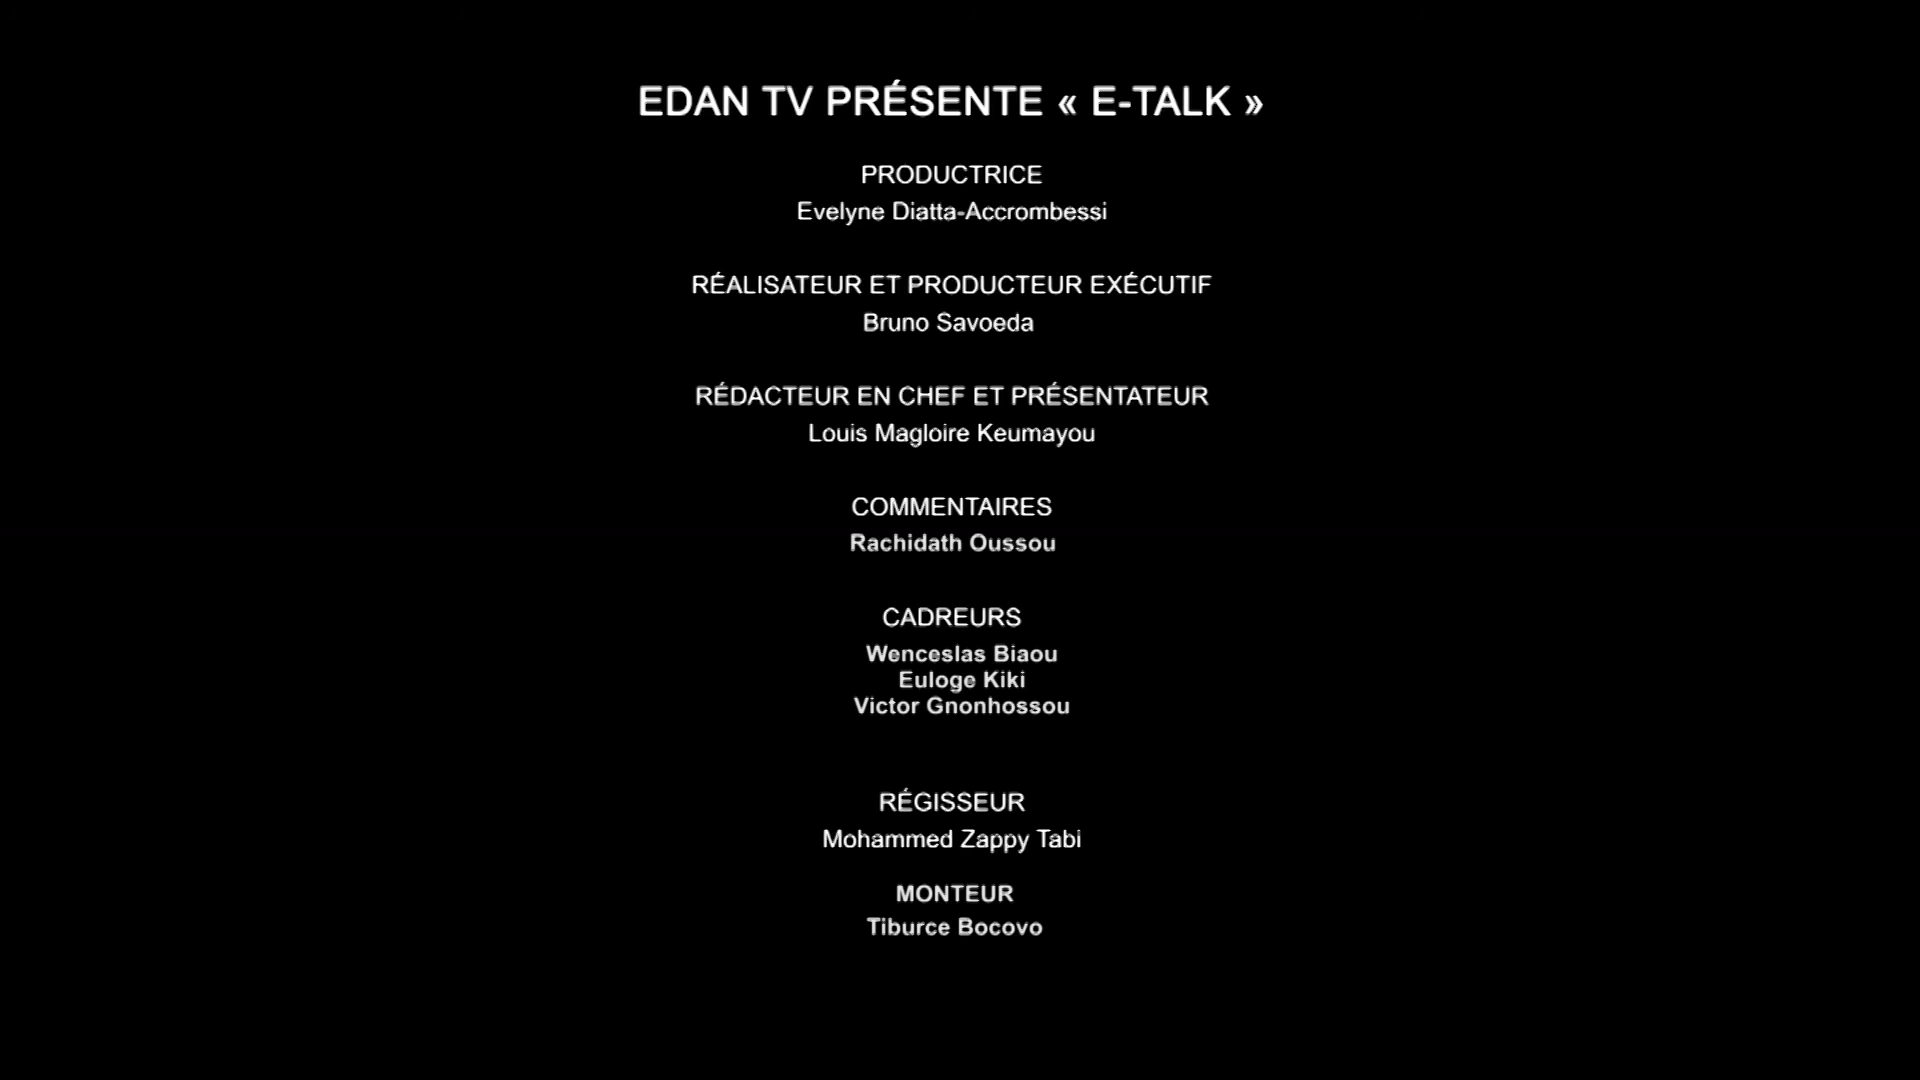 EDAN TV PRÉSENTE « E-TALK »
PRODUCTRICE
Evelyne Diatta-Accrombessi
RÉALISATEUR ET PRODUCTEUR EXÉCUTIF
Bruno Savoeda
RÉDACTEUR EN CHEF ET PRÉSENTATEUR
Louis Magloire Keumayou
COMMENTAIRES
Rachidath Oussou
CADREURS
Wenceslas Biaou
Euloge Kiki
Victor Gnonhossou
RÉGISSEUR
Mohammed Zappy Tabi
MONTEUR
Tiburce Bocovo